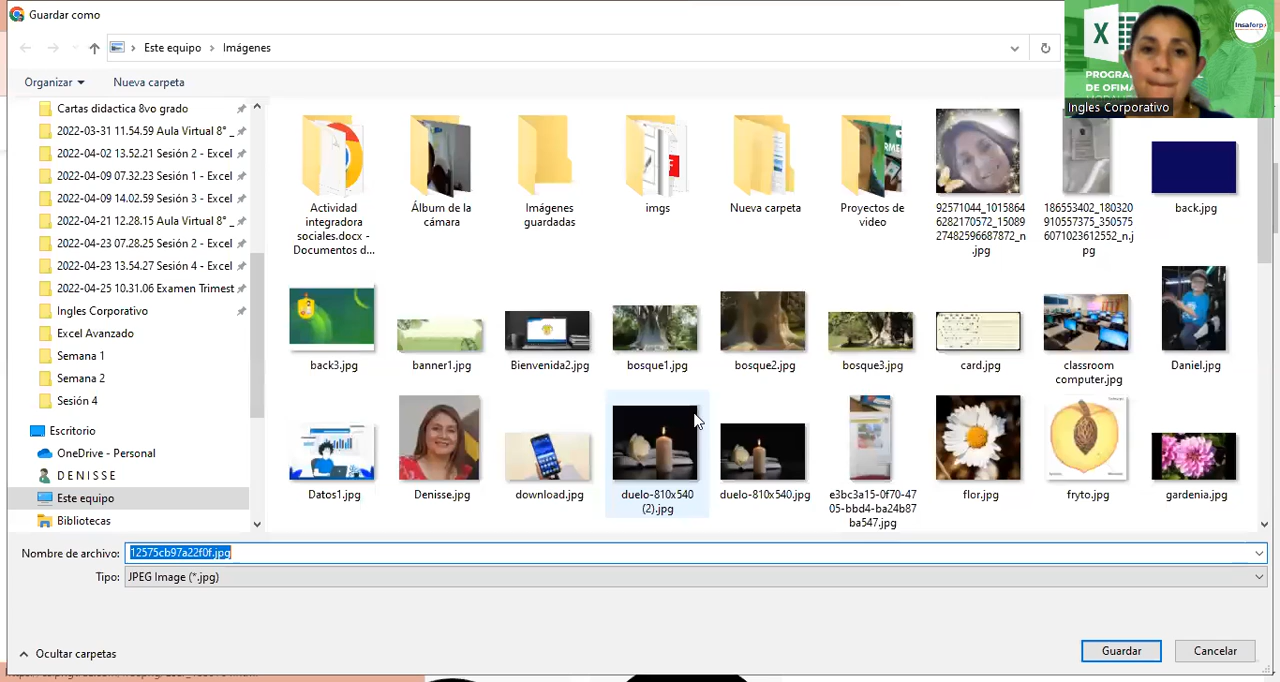 Guardar como
Este equipo
Imágenes
Organizar
Nueva carpeta
Insaforp
PROGRA
DE OFIMA
Ingles Corporativo
Cartas didactica 8vo grado
2022-03-31 11.54.59 Aula Virtual 8° _
2022-04-02 13.52.21 Sesión 2 - Excel
2022-04-09 07.32.23 Sesión 1 - Excel
2022-04-09 14.02.59 Sesión 3 - Excel
2022-04-21 12.28.15 Aula Virtual 8° _
2022-04-23 07.28.25 Sesión 2 - Excel
2022-04-23 13.54.27 Sesión 4 - Excel
2022-04-25 10.31.06 Examen Trimest
Ingles Corporativo
Excel Avanzado
Semana 1
Semana 2
Sesión 4
Escritorio
OneDrive - Personal
D E N I S S E
Este equipo
Bibliotecas
Actividad
integradora
sociales.docx -
Documentos d...
Álbum de la
cámara
Imágenes
guardadas
imgs
Nueva carpeta
Proyectos de
video
92571044_1015864
6282170572_15089
27482596687872_n
.jpg
186553402_180320
910557375_350575
6071023612552_n.j
pg
back.jpg
back3.jpg
banner1.jpg
Bienvenida2.jpg
bosque1.jpg
bosque2.jpg
bosque3.jpg
card.jpg
classroom
computer.jpg
Daniel.jpg
Datos1.jpg
Denisse.jpg
download.jpg
duelo-810x540
(2).jpg
duelo-810x540.jpg
e3bc3a15-0f70-47
05-bbd4-ba24b87
ba547.jpg
flor.jpg
fryto.jpg
gardenia.jpg
Nombre de archivo: 12575cb97a22f0f.jpg
Tipo: JPEG Image (*.jpg)
Ocultar carpetas
Guardar
Cancelar